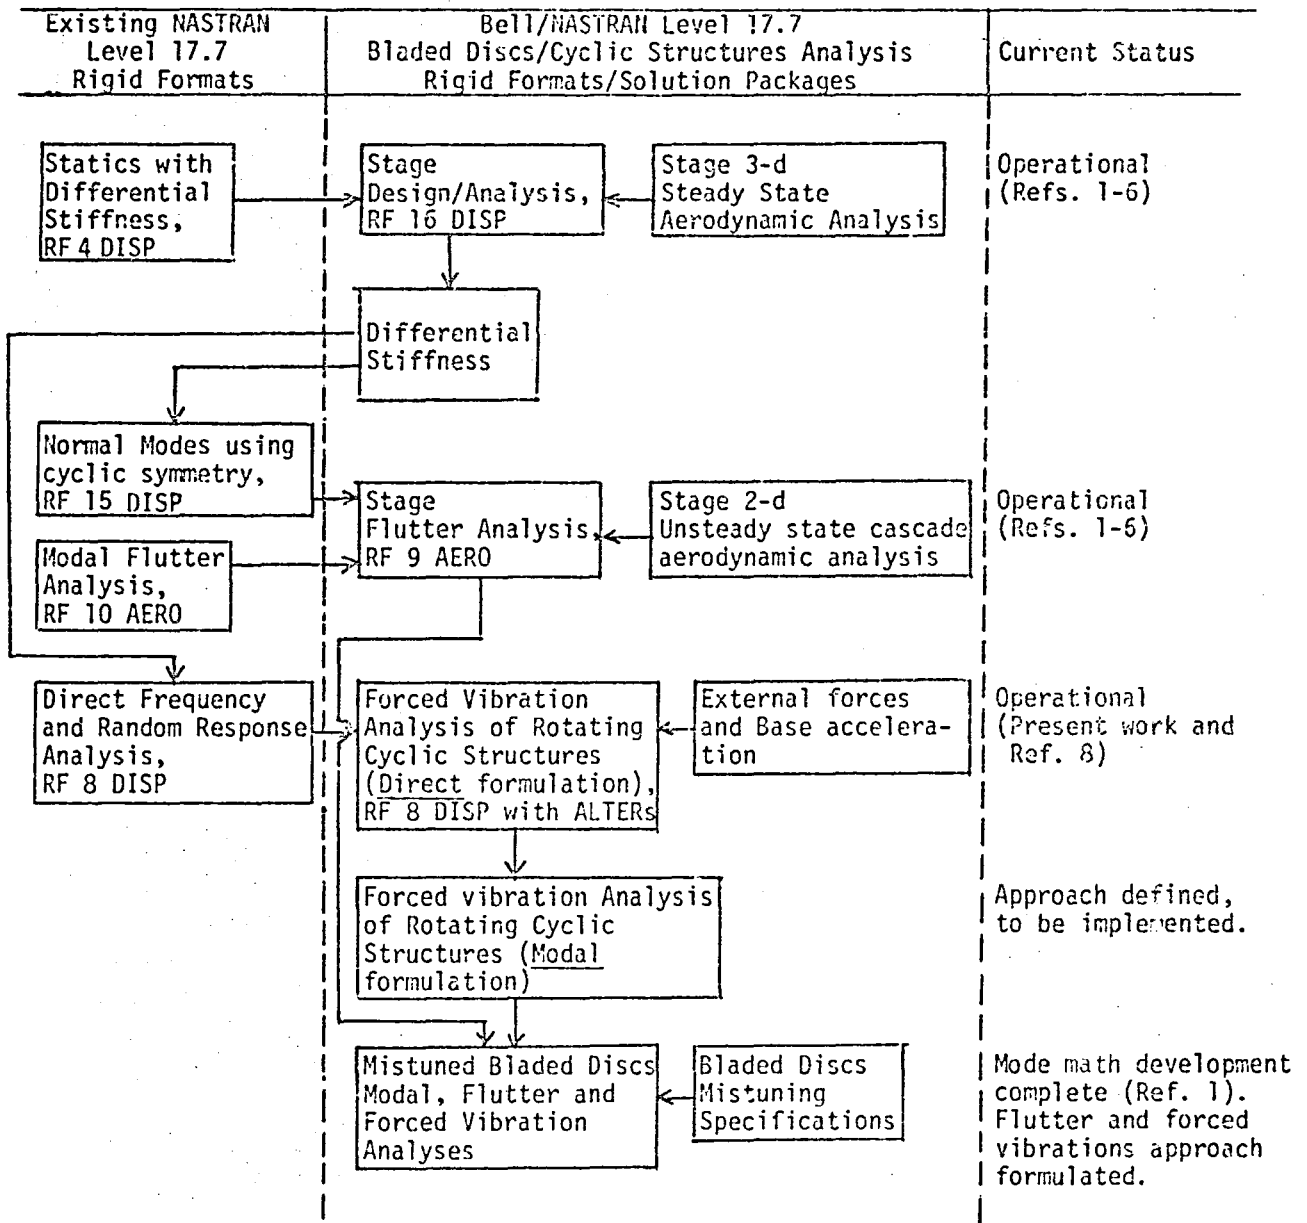 Existing NASTRAN
Level 17.7
Rigid Formats
Bell/NASTRAN Level 17.7
Bladed Discs/Cyclic Structures Analysis
Rigid Formats/Solution Packages
Current Status
Statics with
Differential
Stiffness,
RF 4 DISP
Stage
Design/Analysis,
RF 16 DISP
Stage 3-d
Steady State
Aerodynamic Analysis
Operational
(Refs. 1-6)
Differential
Stiffness
Normal Modes using
cyclic symmetry,
RF 15 DISP
Modal Flutter
Analysis,
RF 10 AERO
Stage
Flutter Analysis,
RF 9 AERO
Stage 2-d
Unsteady state cascade
aerodynamic analysis
Operational
(Refs. 1-6)
Direct Frequency
and Random Response
Analysis,
RF 8 DISP
Forced Vibration
Analysis of Rotating
Cyclic Structures
(Direct formulation),
RF 8 DISP with ALTERs
External forces
and Base accelera-
tion
Operational
(Present work and
Ref. 8)
Forced vibration Analysis
of Rotating Cyclic
Structures (Modal
formulation)
Approach defined,
to be implemented.
Mistuned Bladed Discs
Modal, Flutter and
Forced Vibration
Analyses
Bladed Discs
Mistuning
Specifications
Mode math development
complete (Ref. 1).
Flutter and forced
vibrations approach
formulated.